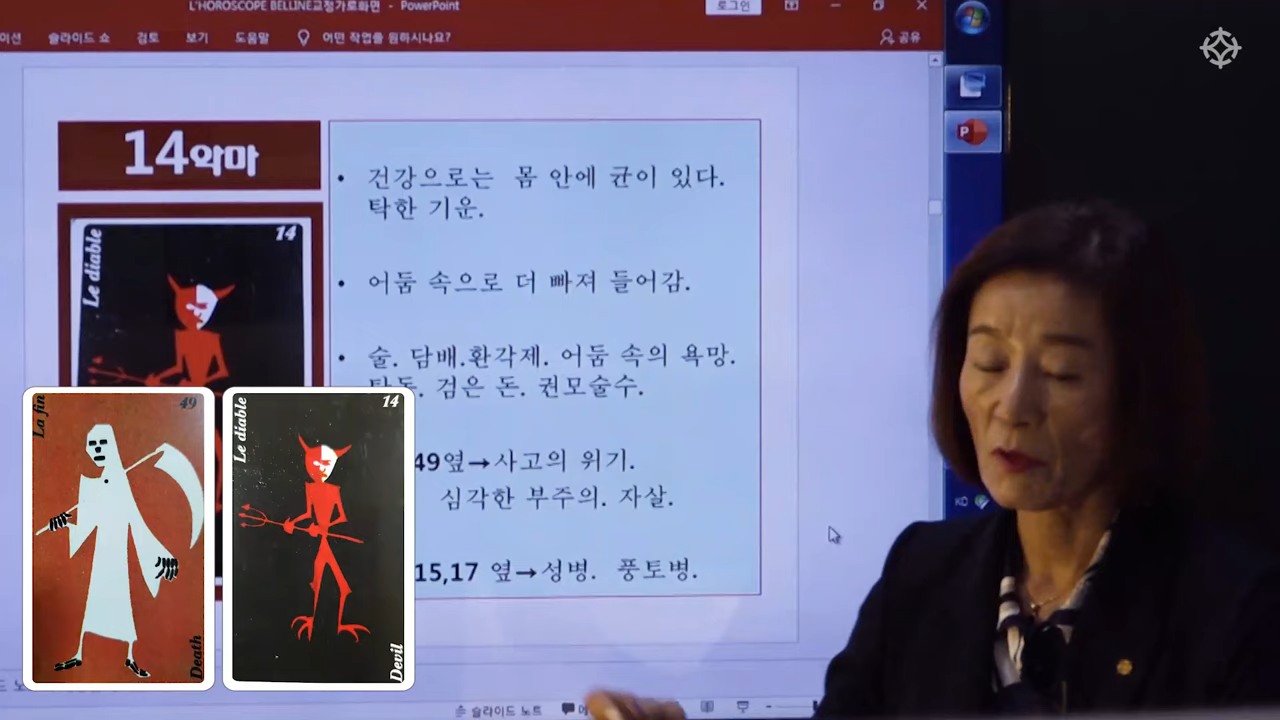 L'HOROSCOPE BELLINE교정가로화면 - PowerPoint
로그인
이션 슬라이드 쇼 검토 보기 도움말 어떤 작업을 원하시나요?
공유
14악마
Le diable
14
• 건강으로는 몸 안에 균이 있다.
탁한 기운.
• 어둠 속으로 더 빠져 들어감.
• 술. 담배.환각제. 어둠 속의 욕망.
검은 돈. 권모술수.
49옆→사고의 위기.
심각한 부주의. 자살.
15,17 옆→성병. 풍토병.
La fin
49
Death
Le diable
14
Devil
P
KC
슬라이드 노트